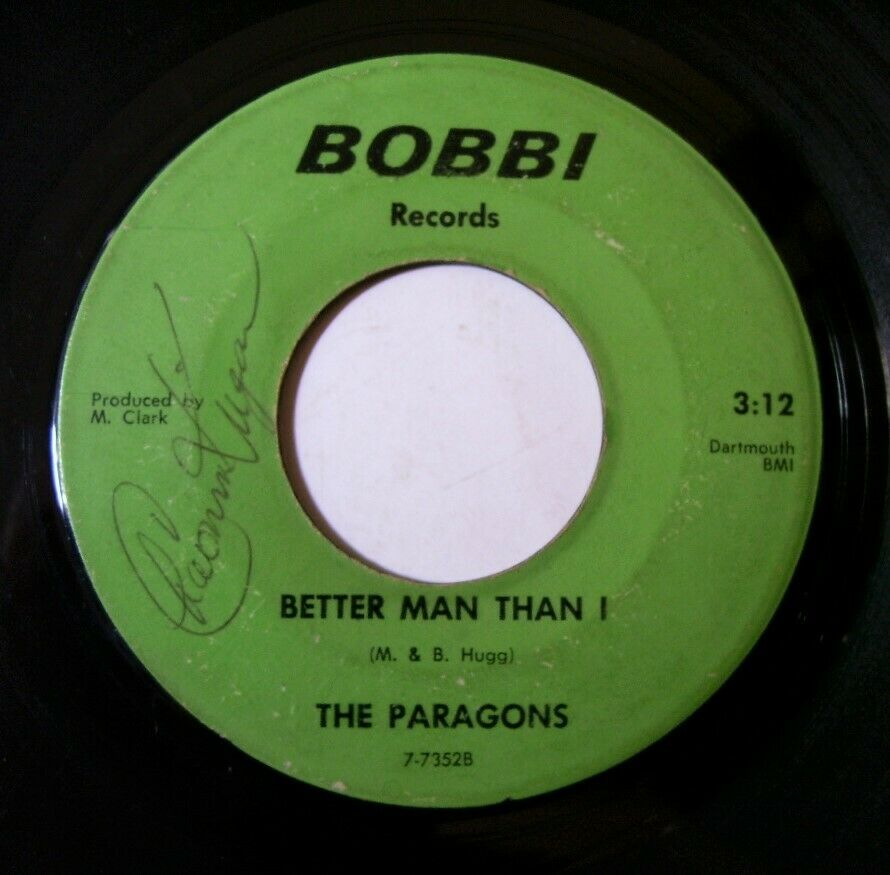 BOBBI
Records
Produced by
M. Clark
3:12
Dartmouth
BMI
BETTER MAN THAN I
(M. & B. Hugg)
THE PARAGONS
7-7352B